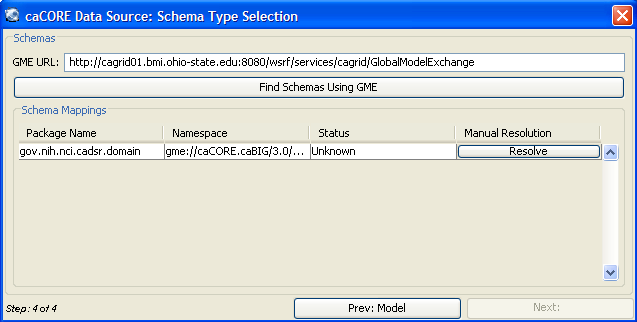 caCORE Data Source: Schema Type Selection
Schemas
GME URL: http://cagrid01.bmi.ohio-state.edu:8080/wsrf/services/cagrid/GlobalModelExchange
Find Schemas Using GME
Schema Mappings
Package Name Namespace Status Manual Resolution
gov.nih.nci.cadsr.domain gme://caCORE.caBIG/3.0/... Unknown Resolve
Step: 4 of 4 Prev: Model Next: